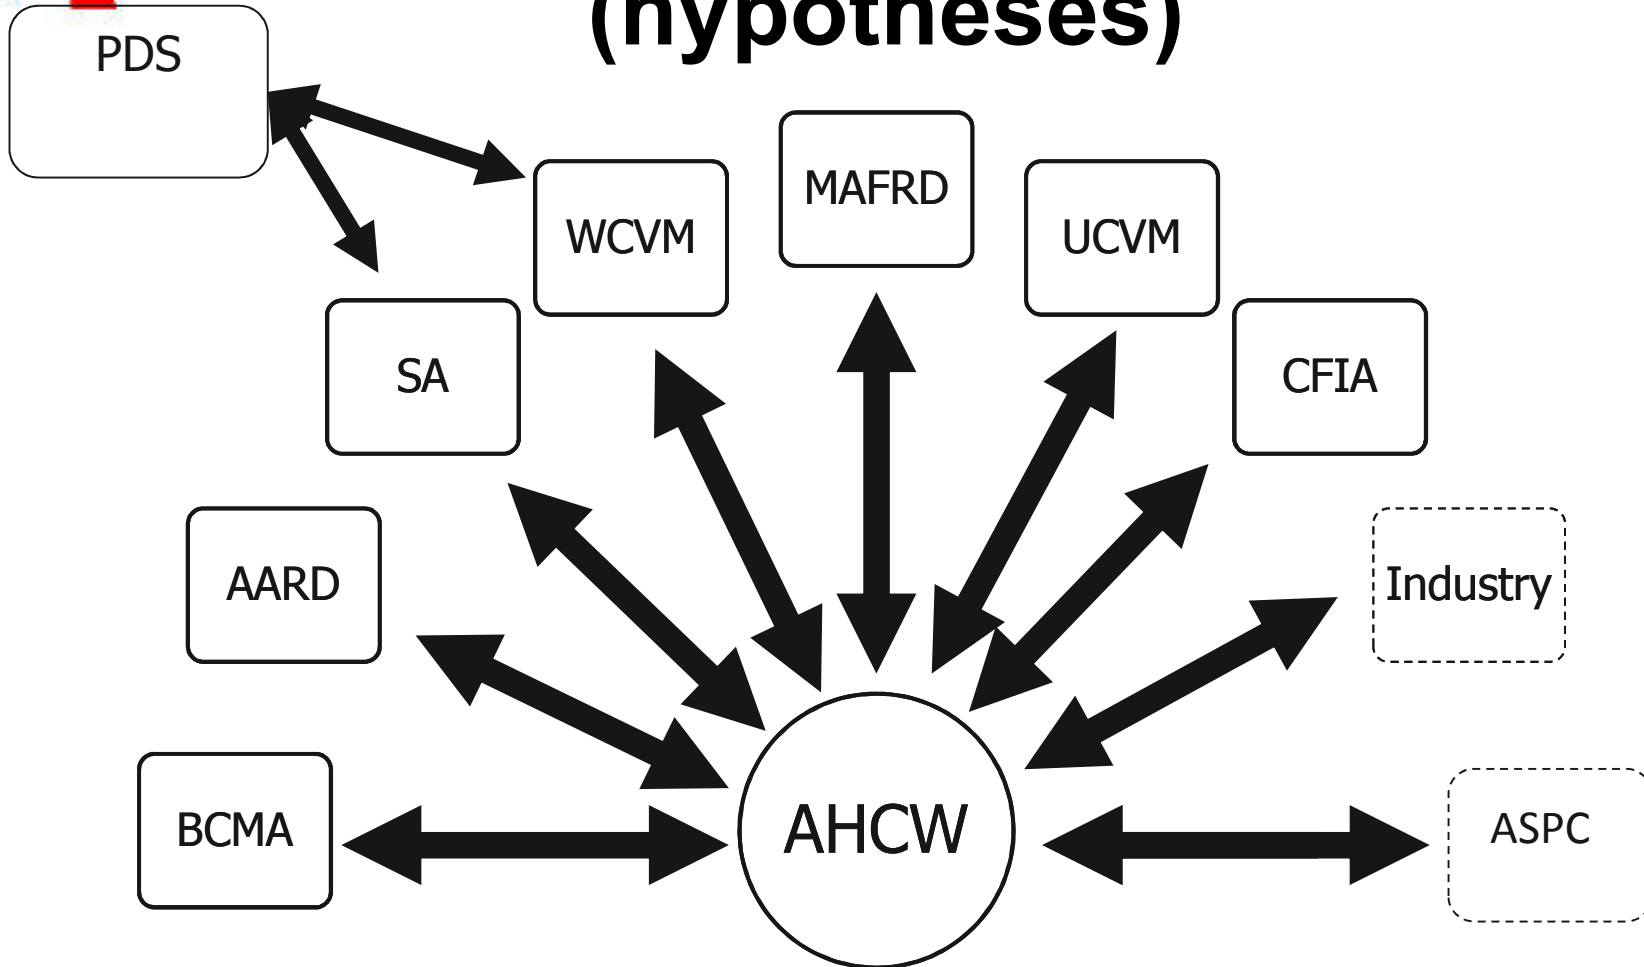 (hypotheses)
PDS
MAFRD
WCVM
UCVM
SA
CFIA
AARD
Industry
BCMA
AHCW
ASPC